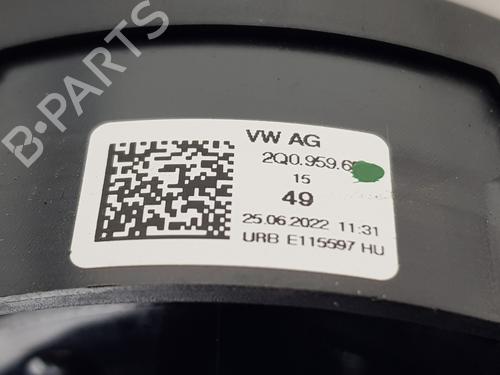 B-PARTS
VW AG
2Q0.959.6
15
49
25.06.2022 11:31
URB E115597 HU